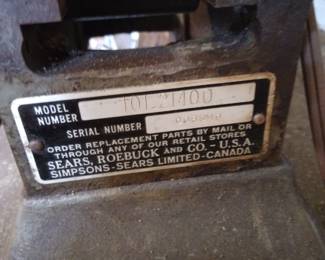 MODEL NUMBER 101.21400
SERIAL NUMBER
ORDER REPLACEMENT PARTS BY MAIL OR
THROUGH ANY OF OUR RETAIL STORES
SEARS, ROEBUCK AND CO. - U.S.A.
SIMPSONS-SEARS LIMITED-CANADA